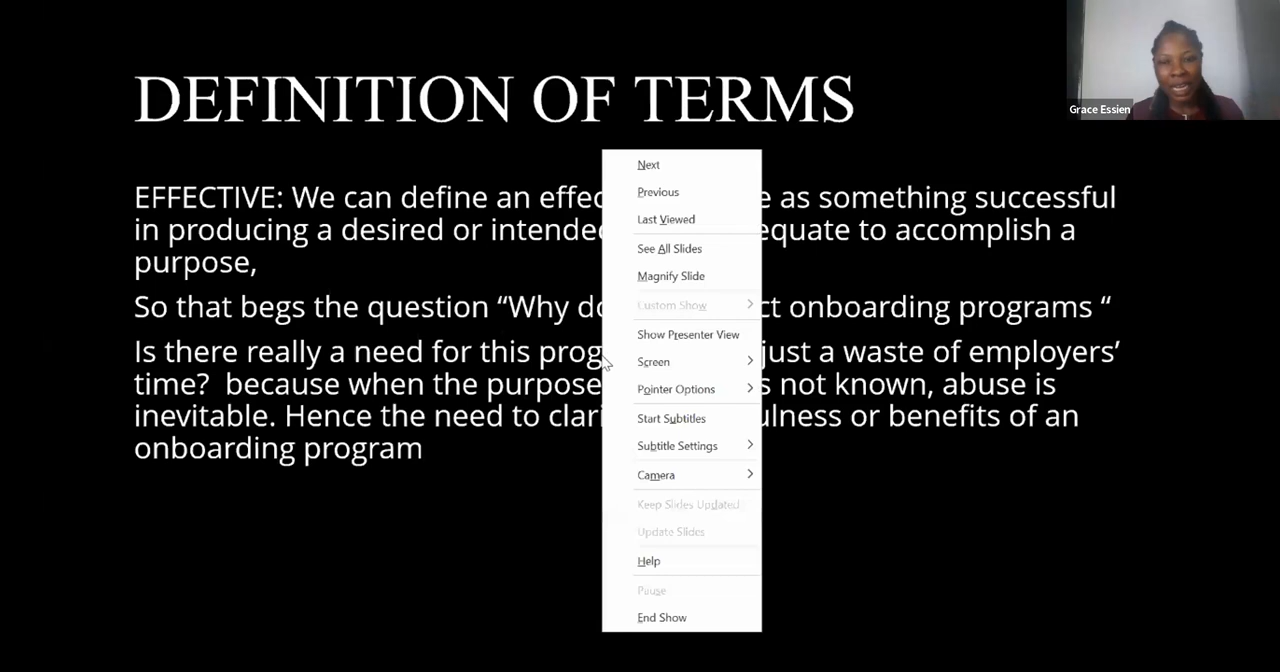 DEFINITION OF TERMS
Grace Essien
EFFECTIVE: We can define an effec e as something successful
in producing a desired or intended equate to accomplish a
purpose,
So that begs the question “Why do ct onboarding programs “
Is there really a need for this prog just a waste of employers’
time? because when the purpose s not known, abuse is
inevitable. Hence the need to clari ulness or benefits of an
onboarding program
Next
Previous
Last Viewed
See All Slides
Magnify Slide
Custom Show
Show Presenter View
Screen
Pointer Options
Start Subtitles
Subtitle Settings
Camera
Keep Slides Updated
Update Slides
Help
Pause
End Show